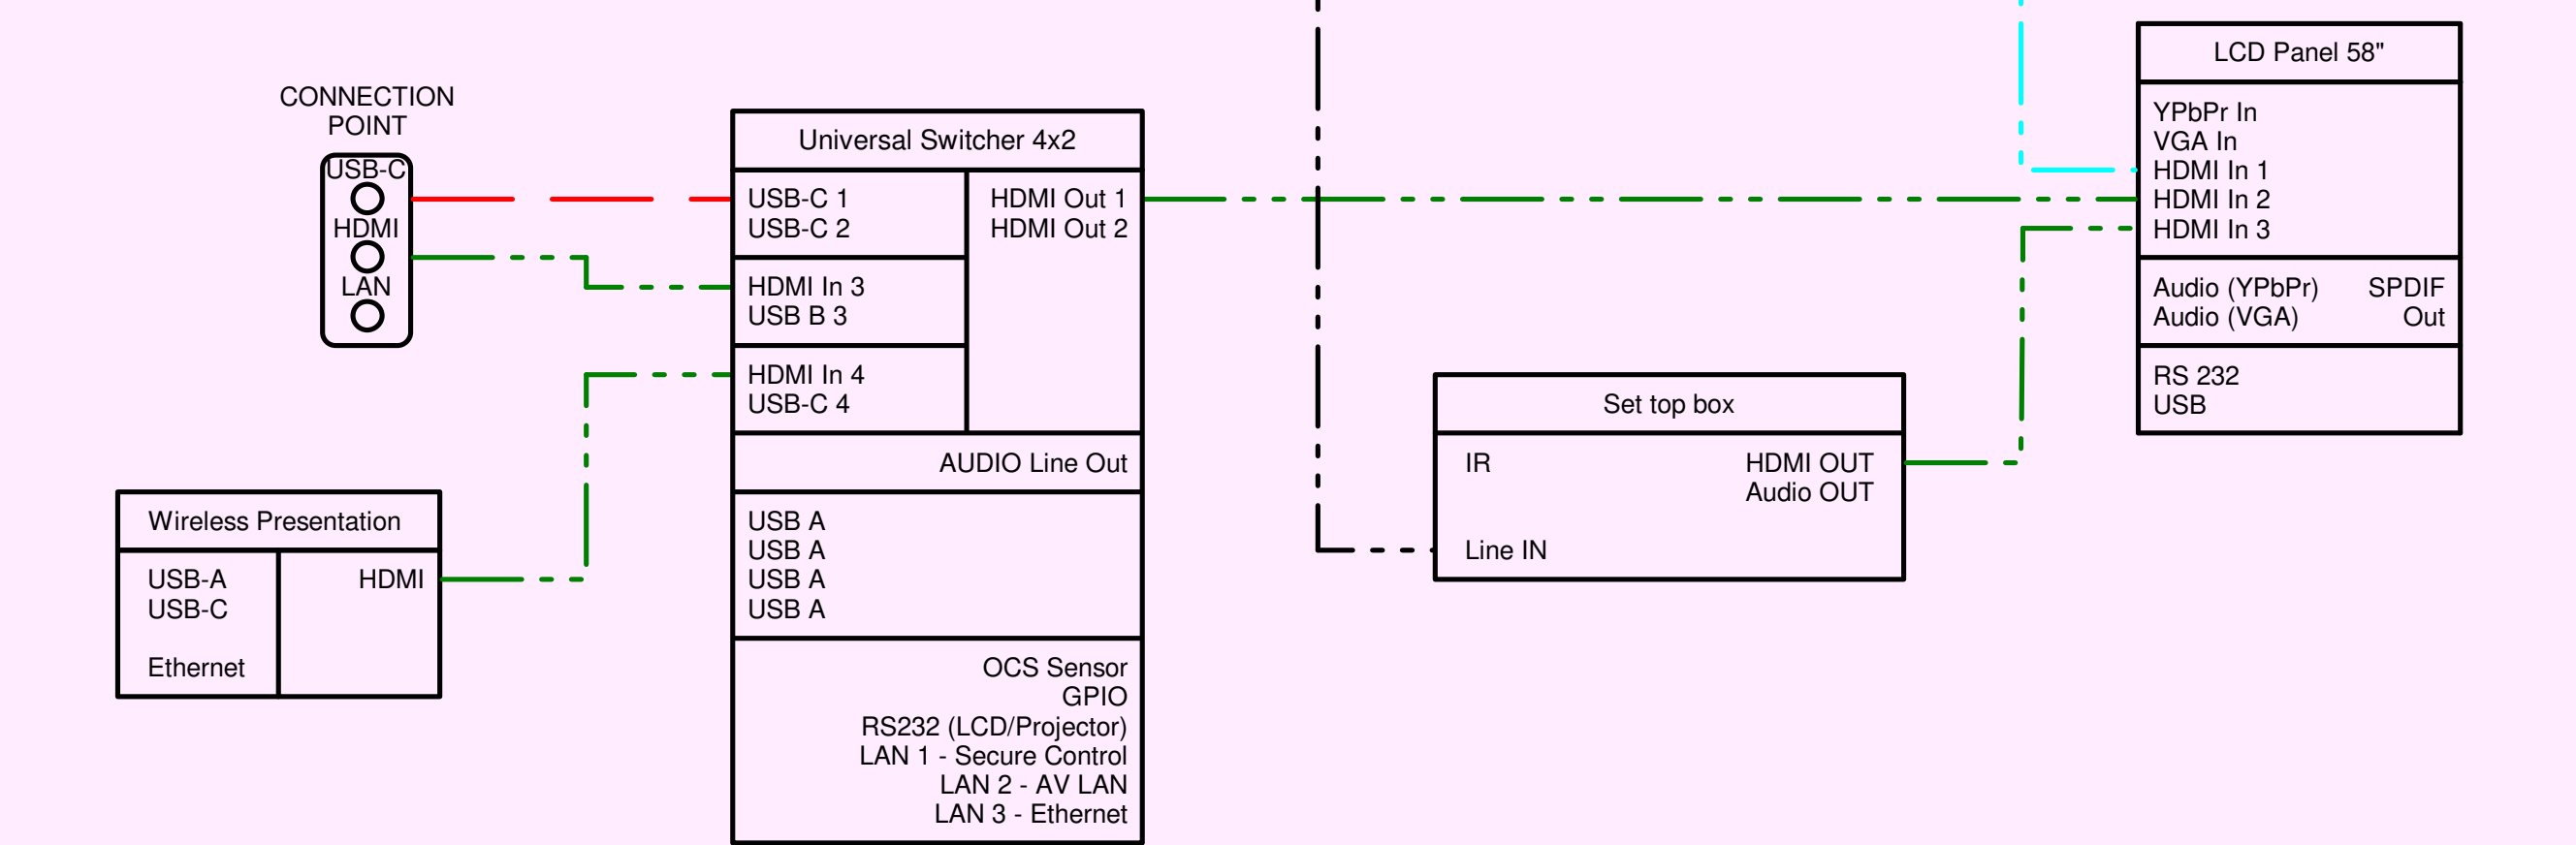 CONNECTION
POINT
USB-C
HDMI
LAN
Wireless Presentation
USB-A HDMI
USB-C
Ethernet
Universal Switcher 4x2
USB-C 1 HDMI Out 1
USB-C 2 HDMI Out 2
HDMI In 3
USB B 3
HDMI In 4
USB-C 4
AUDIO Line Out
USB A
USB A
USB A
USB A
OCS Sensor
GPIO
RS232 (LCD/Projector)
LAN 1 - Secure Control
LAN 2 - AV LAN
LAN 3 - Ethernet
Set top box
IR HDMI OUT
Audio OUT
Line IN
LCD Panel 58"
YPbPr In
VGA In
HDMI In 1
HDMI In 2
HDMI In 3
Audio (YPbPr) SPDIF
Audio (VGA) Out
RS 232
USB